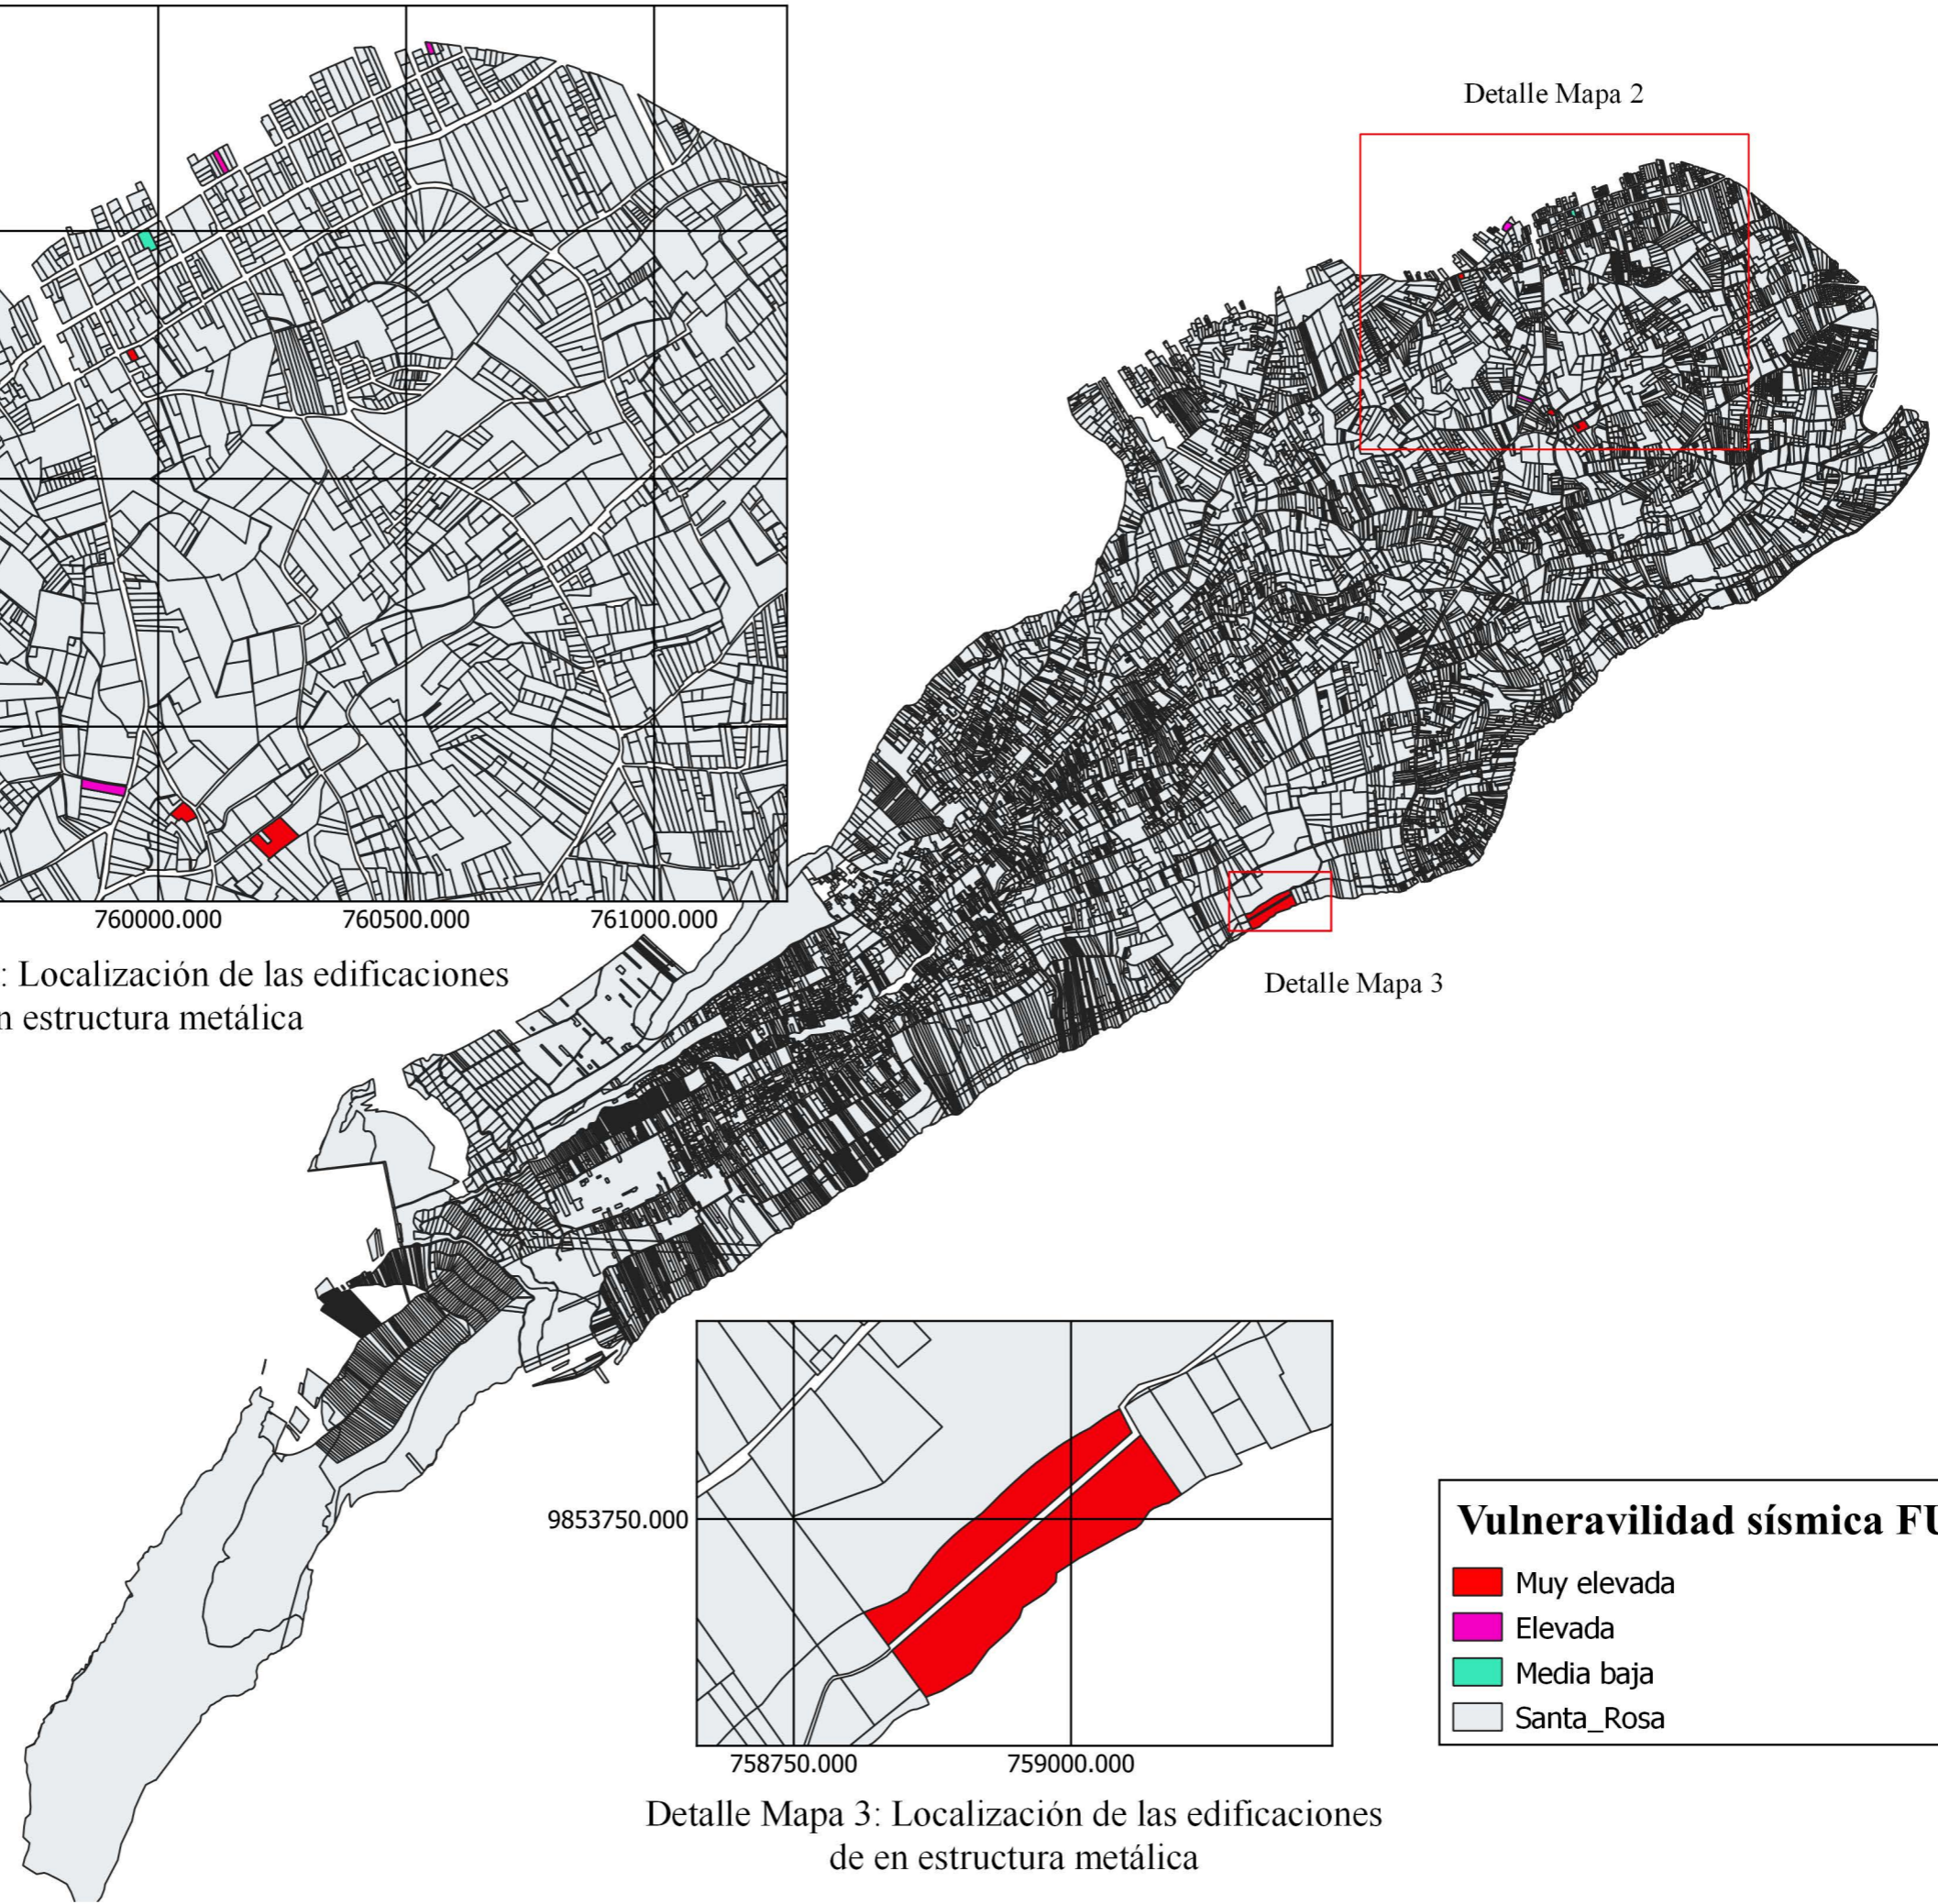 Detalle Mapa 2
760000.000 760500.000 761000.000
: Localización de las edificaciones
n estructura metálica
Detalle Mapa 3
9853750.000
758750.000 759000.000
Detalle Mapa 3: Localización de las edificaciones
de en estructura metálica
Vulneravilidad sísmica FU
Muy elevada
Elevada
Media baja
Santa_Rosa